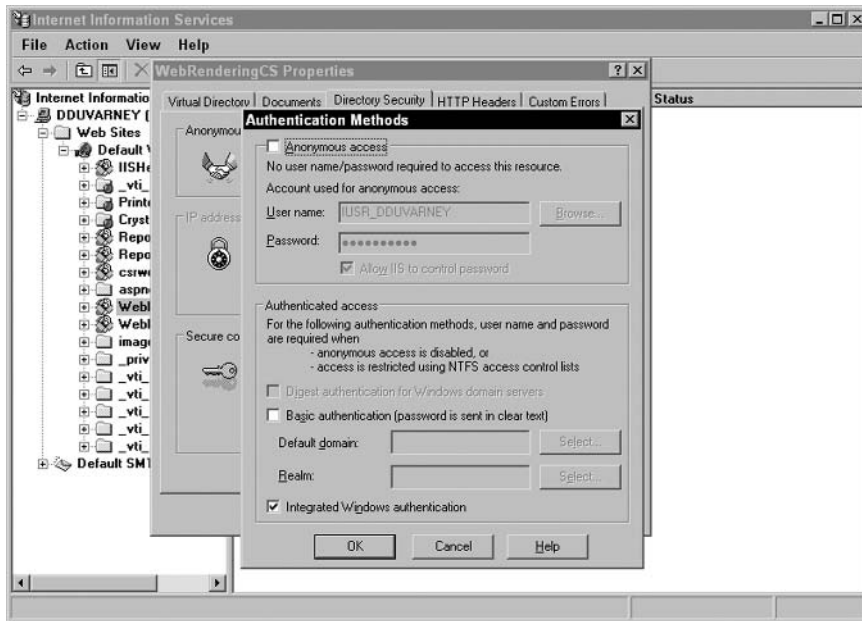 Internet Information Services
File Action View Help
WebRenderingCS Properties
Internet Informatio
DDUVARNEY (
Web Sites
Default
IISHe
_vti_
Printe
Cryst
Repo
Repo
csrw
aspn
Webl
Webl
imag
_priv
_vti_
_vti_
_vti_
_vti_
_vti_
Default SMT
Status
Virtual Directory Documents Directory Security HTTP Headers Custom Errors
Anonymou
IP address
Secure co
Authentication Methods
Anonymous access
No user name/password required to access this resource.
Account used for anonymous access:
User name: IUSR_DDUVARNEY Browse...
Password: ●●●●●●●●●●
Allow IIS to control password
Authenticated access
For the following authentication methods, user name and password
are required when
- anonymous access is disabled, or
- access is restricted using NTFS access control lists
Digest authentication for Windows domain servers
Basic authentication (password is sent in clear text)
Default domain: Select...
Realm: Select...
Integrated Windows authentication
OK Cancel Help